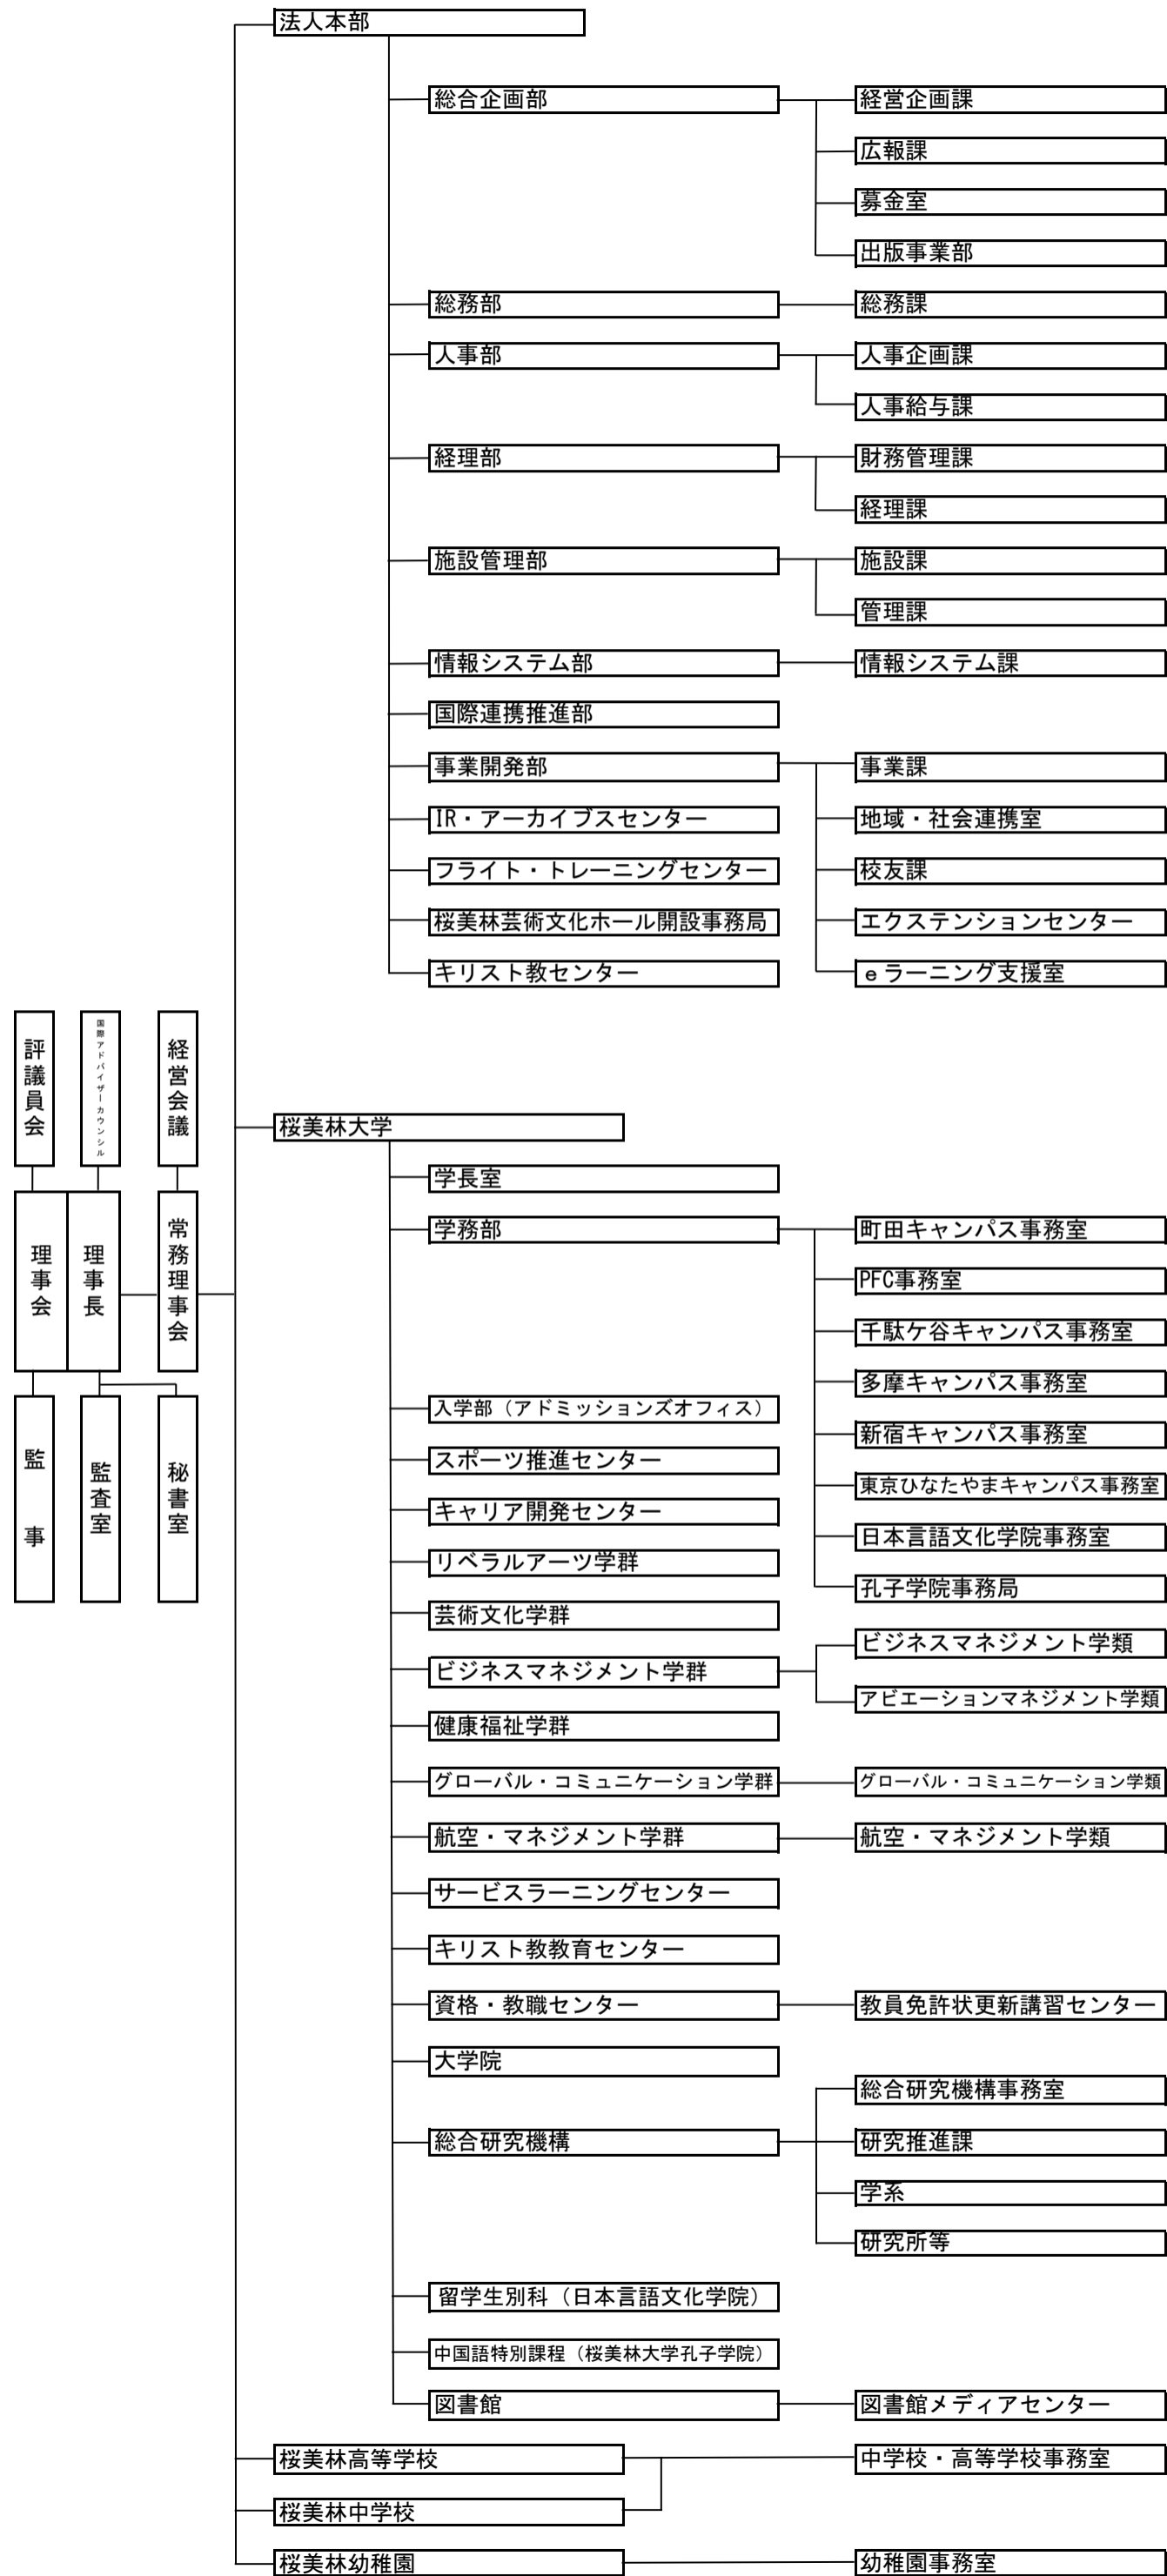 法人本部
総合企画部
経営企画課
広報課
募金室
出版事業部
総務部
総務課
人事部
人事企画課
人事給与課
経理部
財務管理課
経理課
施設管理部
施設課
管理課
情報システム部
情報システム課
国際連携推進部
事業開発部
事業課
IR・アーカイブスセンター
地域・社会連携室
フライト・トレーニングセンター
校友課
桜美林芸術文化ホール開設事務局
エクステンションセンター
キリスト教センター
eラーニング支援室
評議員会
国際アドバイザーカウンシル
経営会議
理事会
理事長
常務理事会
監事
監査室
秘書室
桜美林大学
学長室
学務部
町田キャンパス事務室
PFC事務室
千駄ケ谷キャンパス事務室
多摩キャンパス事務室
新宿キャンパス事務室
東京ひなたやまキャンパス事務室
日本言語文化学院事務室
孔子学院事務局
入学部（アドミッションズオフィス）
スポーツ推進センター
キャリア開発センター
リベラルアーツ学群
芸術文化学群
ビジネスマネジメント学群
ビジネスマネジメント学類
アビエーションマネジメント学類
健康福祉学群
グローバル・コミュニケーション学群
グローバル・コミュニケーション学類
航空・マネジメント学群
航空・マネジメント学類
サービスラーニングセンター
キリスト教教育センター
資格・教職センター
教員免許状更新講習センター
大学院
総合研究機構
総合研究機構事務室
研究推進課
学系
研究所等
留学生別科（日本言語文化学院）
中国語特別課程（桜美林大学孔子学院）
図書館
図書館メディアセンター
桜美林高等学校
中学校・高等学校事務室
桜美林中学校
桜美林幼稚園
幼稚園事務室